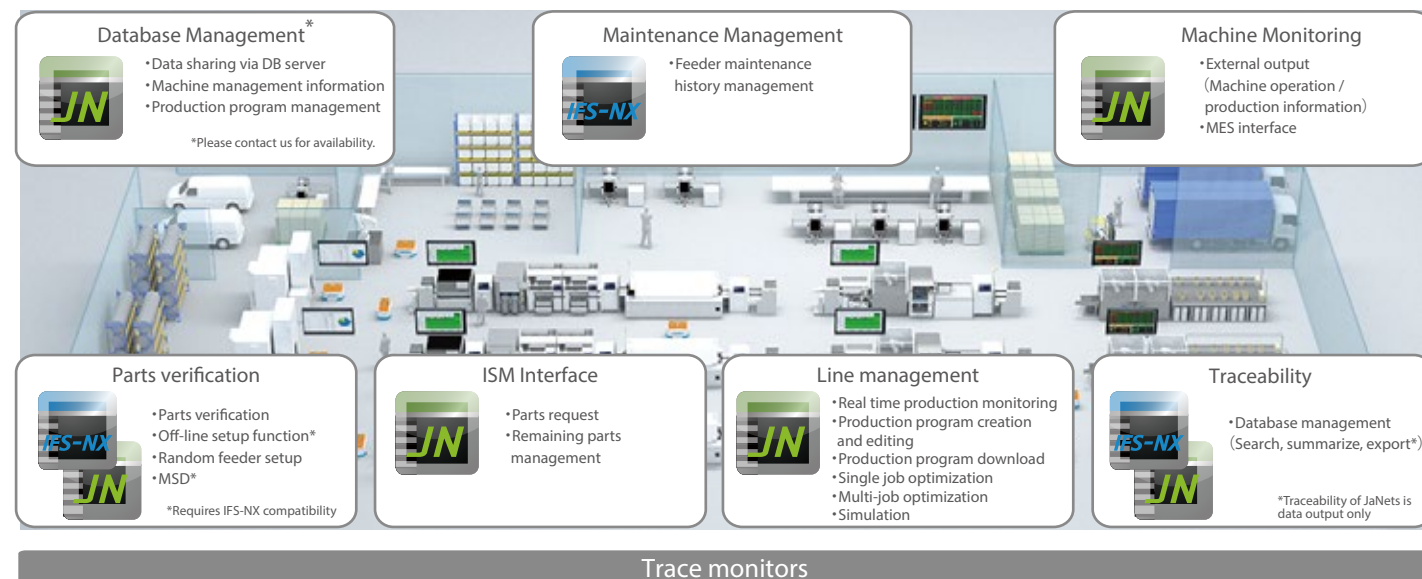 Database Management*
JN
・Data sharing via DB server
・Machine management information
・Production program management
*Please contact us for availability.
Maintenance Management
IFS-NX
・Feeder maintenance
history management
Machine Monitoring
JN
・External output
（Machine operation /
production information）
・MES interface
Parts verification
IFS-NX
JN
・Parts verification
・Off-line setup function*
・Random feeder setup
・MSD*
*Requires IFS-NX compatibility
ISM Interface
JN
・Parts request
・Remaining parts
management
Line management
JN
・Real time production monitoring
・Production program creation
and editing
・Production program download
・Single job optimization
・Multi-job optimization
・Simulation
Traceability
IFS-NX
JN
・Database management
（Search, summarize, export*）
*Traceability of JaNets is
data output only
Trace monitors